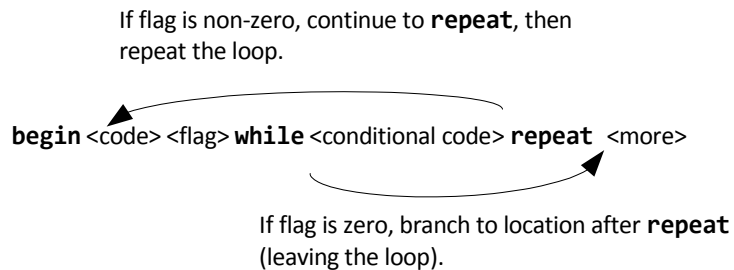 If flag is non-zero, continue to repeat, then
repeat the loop.
begin <code> <flag> while <conditional code> repeat <more>
If flag is zero, branch to location after repeat
(leaving the loop).